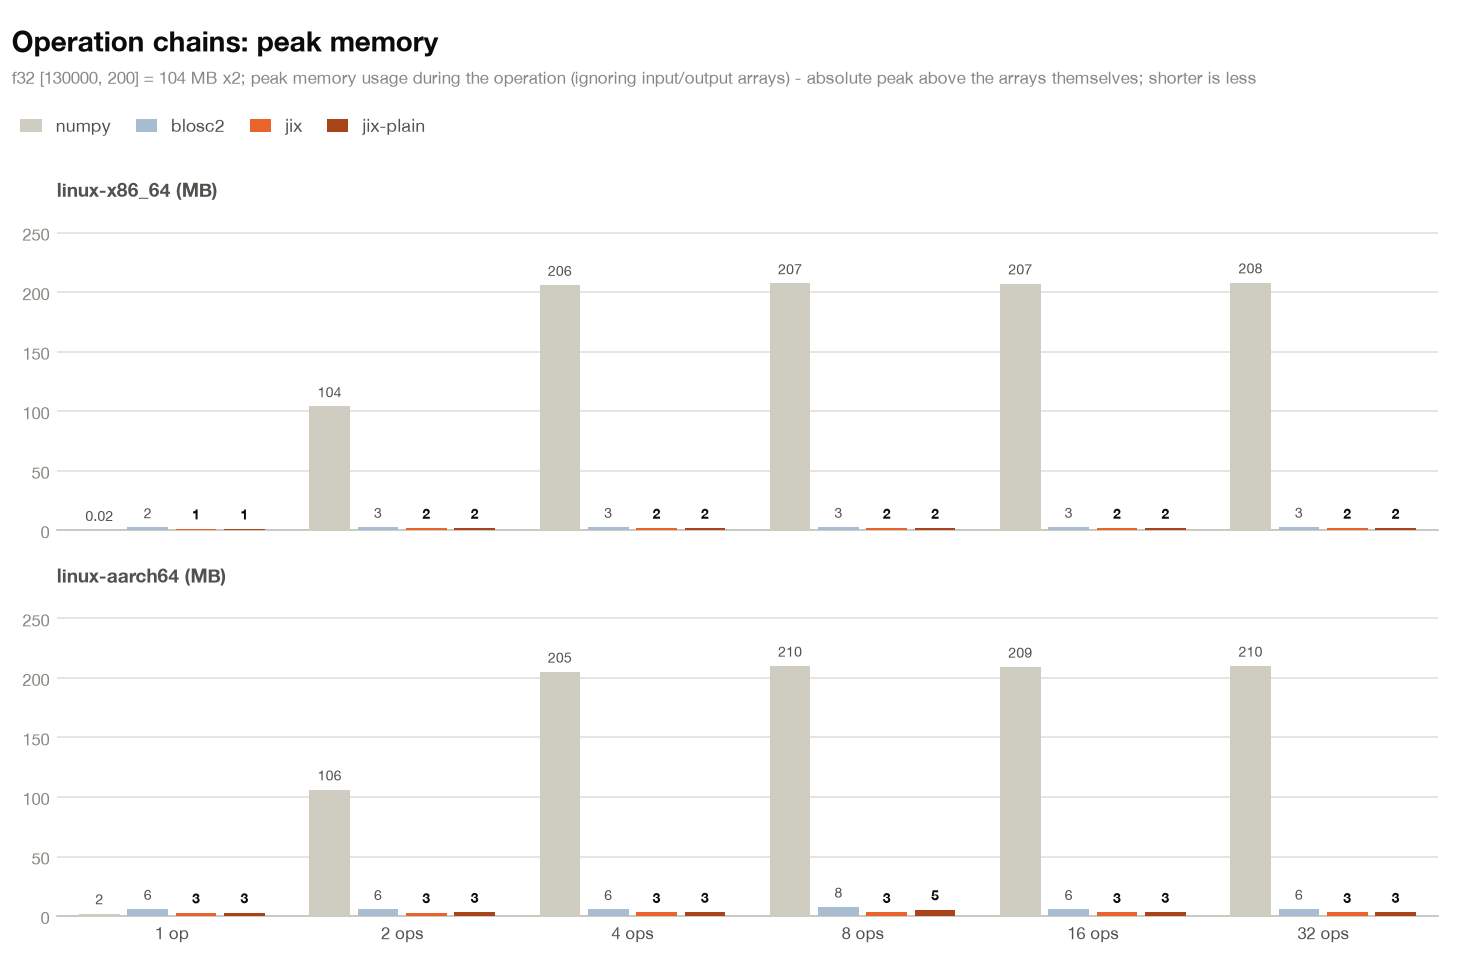 Operation chains: peak memory
f32 [130000, 200] = 104 MB x2; peak memory usage during the operation (ignoring input/output arrays) - absolute peak above the arrays themselves; shorter is less
numpy blosc2 jix jix-plain
linux-x86_64 (MB)
250
206 207 207 208
200
150
104
100
50
0.02 2 1 1 3 2 2 3 2 2 3 2 2 3 2 2 3 2 2
0
linux-aarch64 (MB)
250
205 210 209 210
200
150
106
100
50
2 6 3 3 6 3 3 6 3 3 8 3 5 6 3 3 6 3 3
0
1 op 2 ops 4 ops 8 ops 16 ops 32 ops